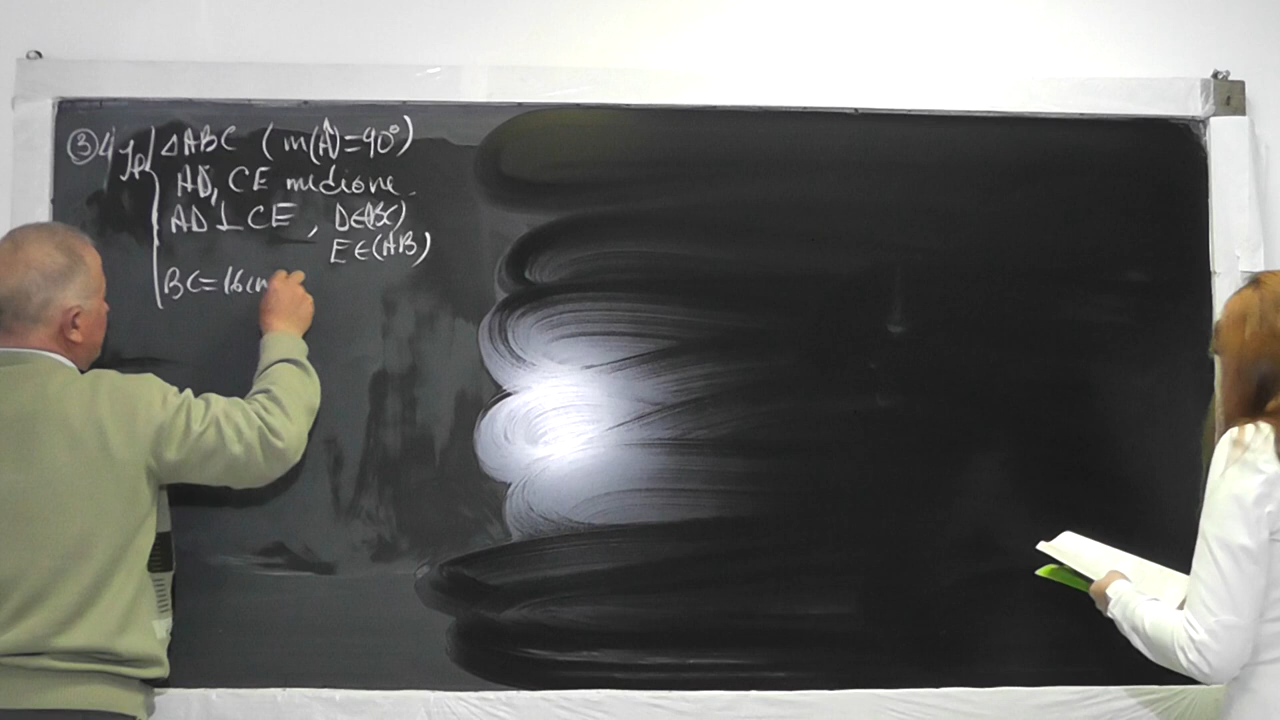 ③4 Ip ΔABC (m(Â)=90°)
AD, CE mediane.
AD⊥CE, D∈(BC)
E∈(AB)
BC=16cm